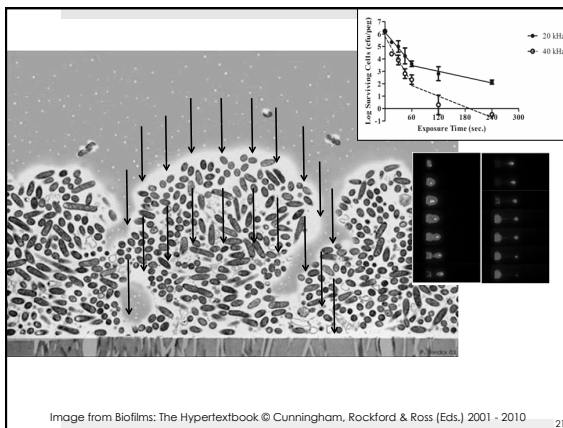 Log Surviving Cells (cfu/peg)
7
6
5
4
3
2
1
0
-1
60 120 180 240 300
Exposure Time (sec.)
20 kHz
40 kHz
Image from Biofilms: The Hypertextbook © Cunningham, Rockford & Ross (Eds.) 2001 - 2010
21